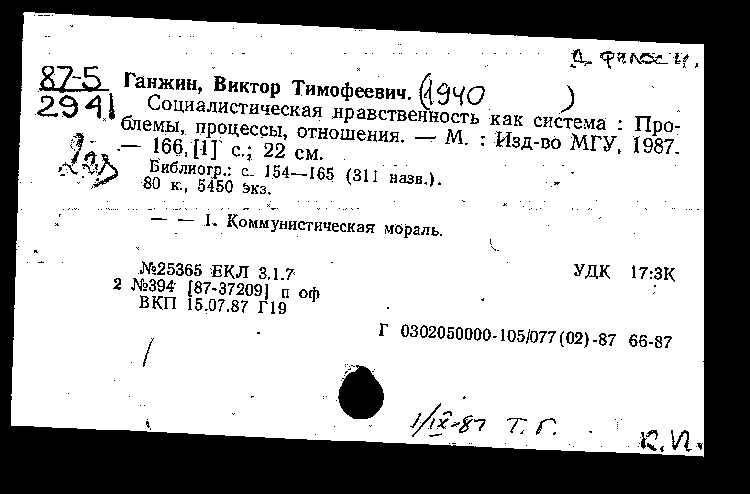 Д. филос. н.
87-5
2941
Ганжин, Виктор Тимофеевич. (1940 )
Социалистическая нравственность как система : Про-
блемы, процессы, отношения. — М. : Изд-во МГУ, 1987.
— 166, [1] с.; 22 см.
Библиогр.: с. 154—165 (311 назв.).
80 к., 5450 экз.
— — 1. Коммунистическая мораль.
№25365 ЕКЛ 3.1.7 УДК 17:3К
2 №394 [87-37209] п оф
ВКП 15.07.87 Г19
Г 0302050000-105/077(02)-87 66-87
1/IX-87 Т. Г.
К.И.